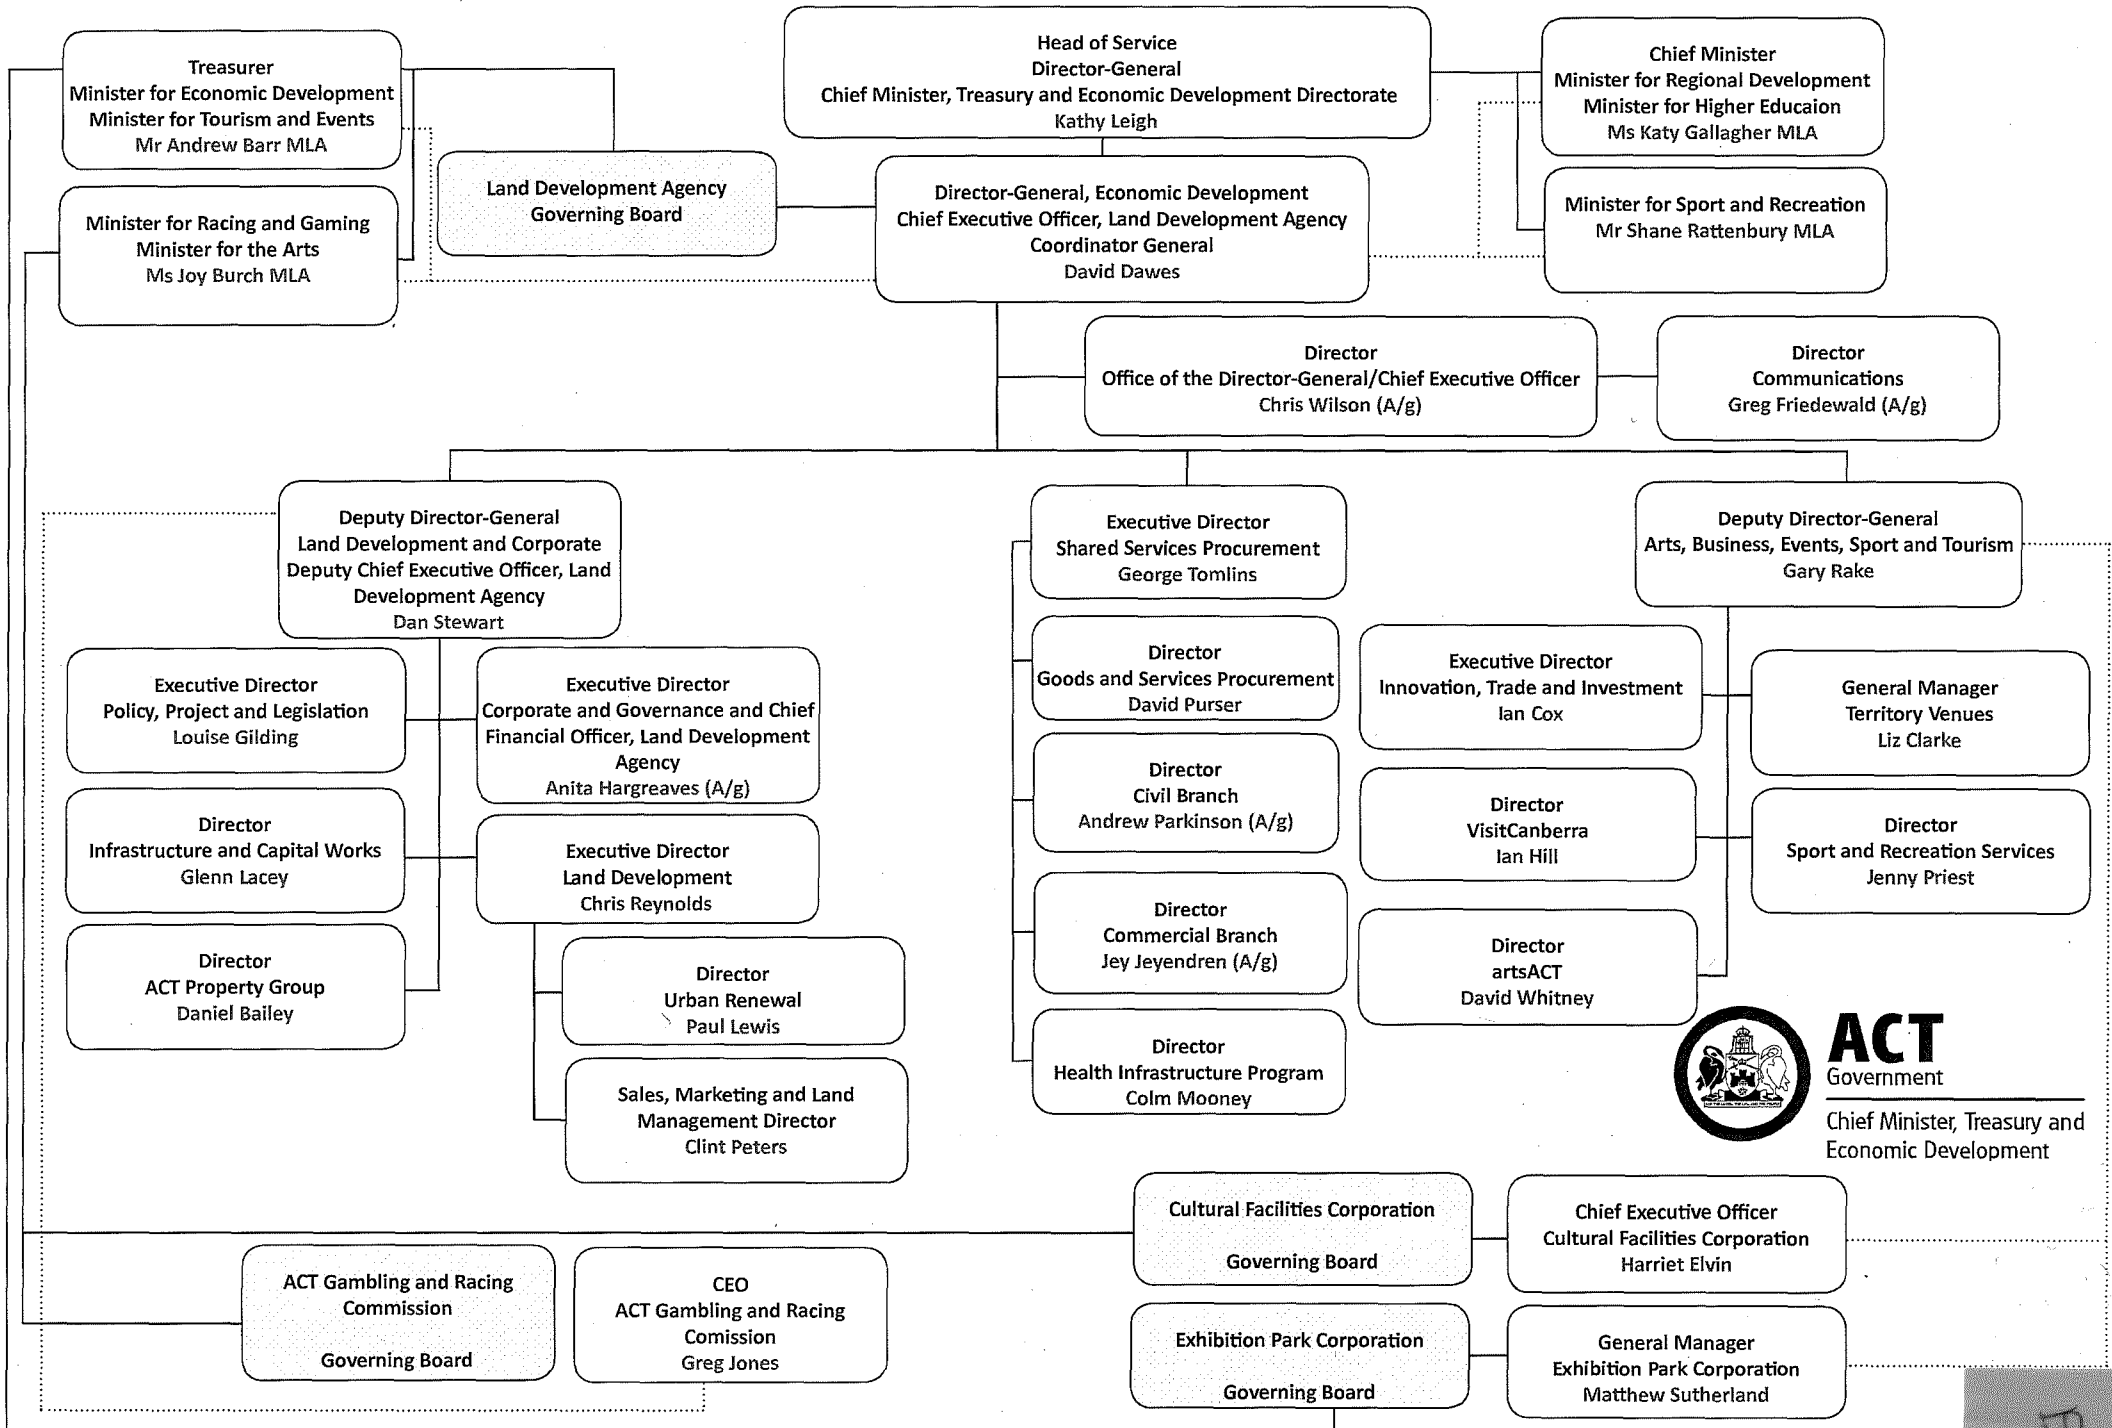 Treasurer
Minister for Economic Development
Minister for Tourism and Events
Mr Andrew Barr MLA
Head of Service
Director-General
Chief Minister, Treasury and Economic Development Directorate
Kathy Leigh
Chief Minister
Minister for Regional Development
Minister for Higher Educaion
Ms Katy Gallagher MLA
Minister for Racing and Gaming
Minister for the Arts
Ms Joy Burch MLA
Land Development Agency
Governing Board
Director-General, Economic Development
Chief Executive Officer, Land Development Agency
Coordinator General
David Dawes
Minister for Sport and Recreation
Mr Shane Rattenbury MLA
Director
Office of the Director-General/Chief Executive Officer
Chris Wilson (A/g)
Director
Communications
Greg Friedewald (A/g)
Deputy Director-General
Land Development and Corporate
Deputy Chief Executive Officer, Land
Development Agency
Dan Stewart
Executive Director
Policy, Project and Legislation
Louise Gilding
Executive Director
Corporate and Governance and Chief
Financial Officer, Land Development
Agency
Anita Hargreaves (A/g)
Director
Infrastructure and Capital Works
Glenn Lacey
Executive Director
Land Development
Chris Reynolds
Director
ACT Property Group
Daniel Bailey
Director
Urban Renewal
Paul Lewis
Sales, Marketing and Land
Management Director
Clint Peters
Executive Director
Shared Services Procurement
George Tomlins
Director
Goods and Services Procurement
David Purser
Director
Civil Branch
Andrew Parkinson (A/g)
Director
Commercial Branch
Jey Jeyendren (A/g)
Director
Health Infrastructure Program
Colm Mooney
Deputy Director-General
Arts, Business, Events, Sport and Tourism
Gary Rake
Executive Director
Innovation, Trade and Investment
Ian Cox
General Manager
Territory Venues
Liz Clarke
Director
VisitCanberra
Ian Hill
Director
Sport and Recreation Services
Jenny Priest
Director
artsACT
David Whitney
ACT
Government
Chief Minister, Treasury and
Economic Development
Cultural Facilities Corporation
Governing Board
Chief Executive Officer
Cultural Facilities Corporation
Harriet Elvin
ACT Gambling and Racing
Commission
Governing Board
CEO
ACT Gambling and Racing
Comission
Greg Jones
Exhibition Park Corporation
Governing Board
General Manager
Exhibition Park Corporation
Matthew Sutherland